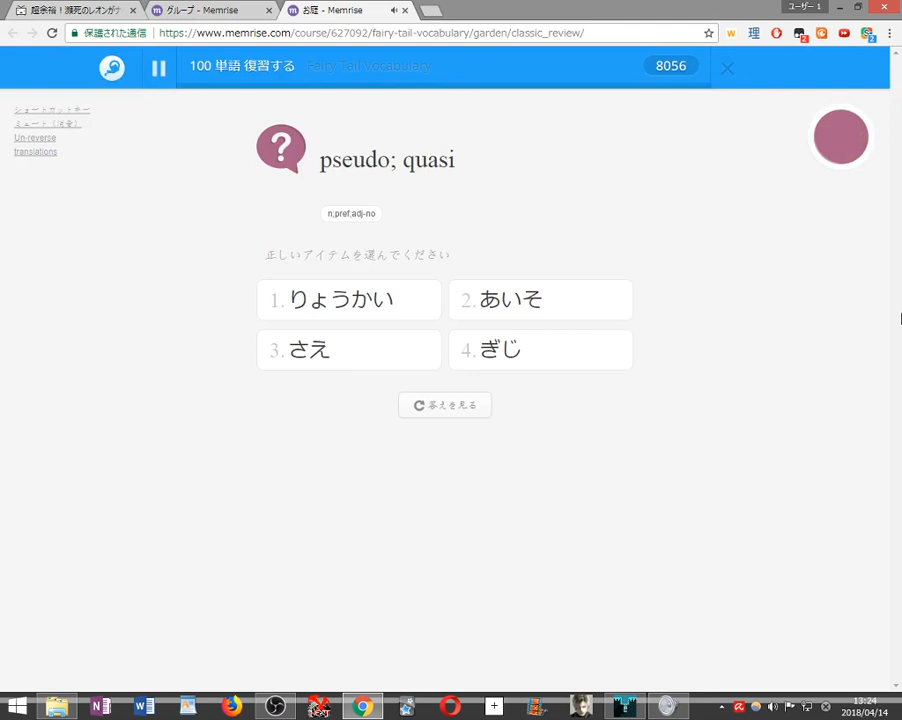 超余裕！瀕死のレオンがナ
グループ - Memrise
お庭 - Memrise
ユーザー 1
保護された通信
https://www.memrise.com/course/627092/fairy-tail-vocabulary/garden/classic_review/
100 単語 復習する
Fairy Tail Vocabulary
8056
ショートカットキー
ミュート (消音)
Un-reverse
translations
pseudo; quasi
n;pref;adj-no
正しいアイテムを選んでください
1. りょうかい
2. あいそ
3. さえ
4. ぎじ
答えを見る
13:24
2018/04/14